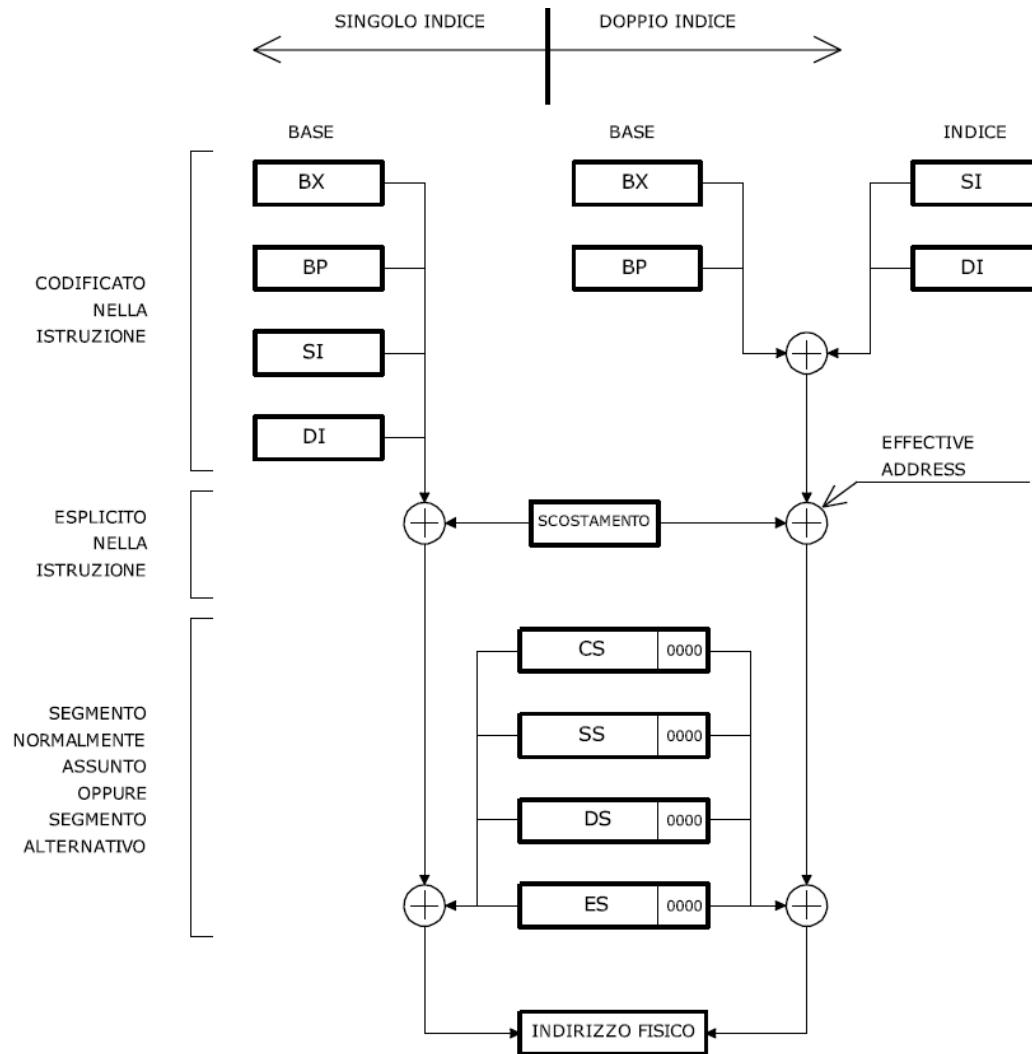 SINGOLO INDICE
DOPPIO INDICE
BASE
BASE
INDICE
BX
BX
SI
BP
BP
DI
CODIFICATO
NELLA
ISTRUZIONE
SI
DI
EFFECTIVE
ADDRESS
ESPLICITO
NELLA
ISTRUZIONE
SCOSTAMENTO
CS 0000
SS 0000
DS 0000
ES 0000
SEGMENTO
NORMALMENTE
ASSUNTO
OPPURE
SEGMENTO
ALTERNATIVO
INDIRIZZO FISICO